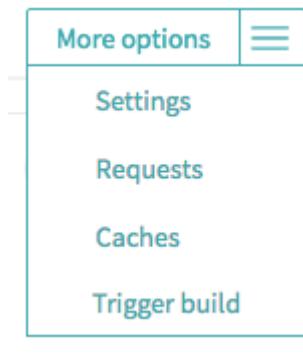 More options
Settings
Requests
Caches
Trigger build